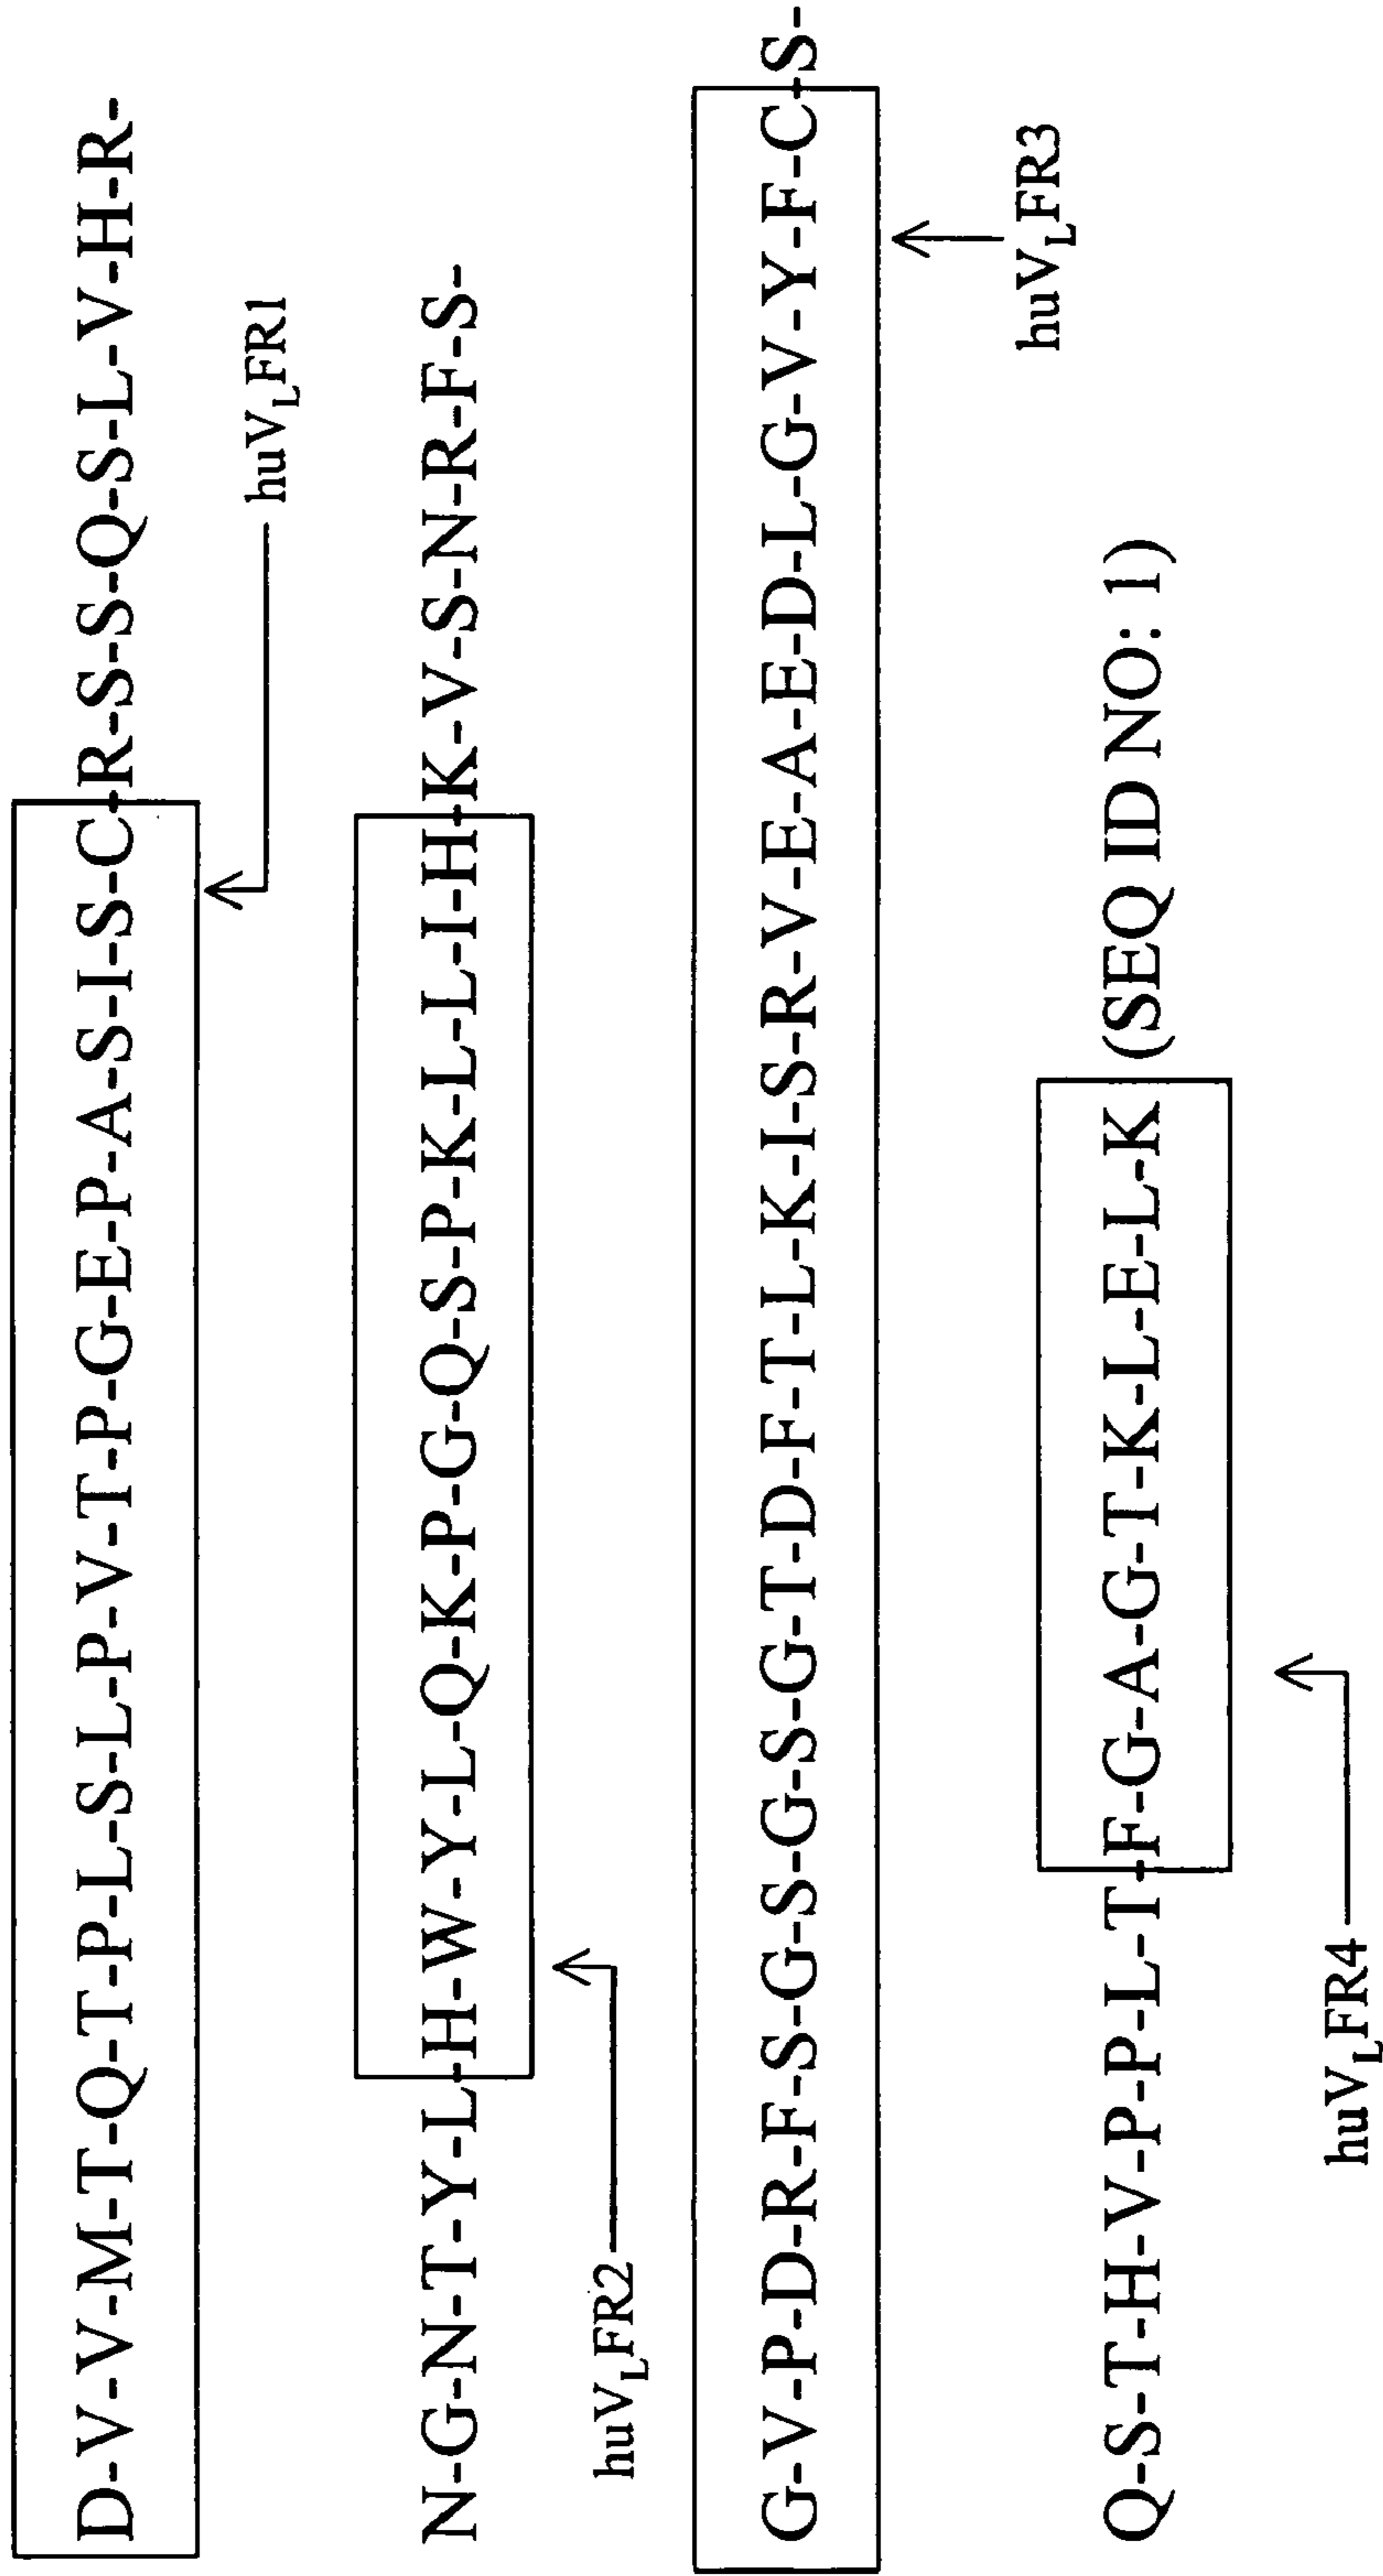 D-V-V-M-T-Q-T-P-L-S-L-P-V-T-P-G-E-P-A-S-I-S-C-R-S-S-Q-S-L-V-H-R-
huVLFR1
N-G-N-T-Y-L-H-W-Y-L-Q-K-P-G-Q-S-P-K-L-L-I-H-K-V-S-N-R-F-S-
huVLFR2
G-V-P-D-R-F-S-G-S-G-S-G-T-D-F-T-L-K-I-S-R-V-E-A-E-D-L-G-V-Y-F-C-S-
huVLFR3
Q-S-T-H-V-P-P-L-T-F-G-A-G-T-K-L-E-L-K (SEQ ID NO: 1)
huVLFR4